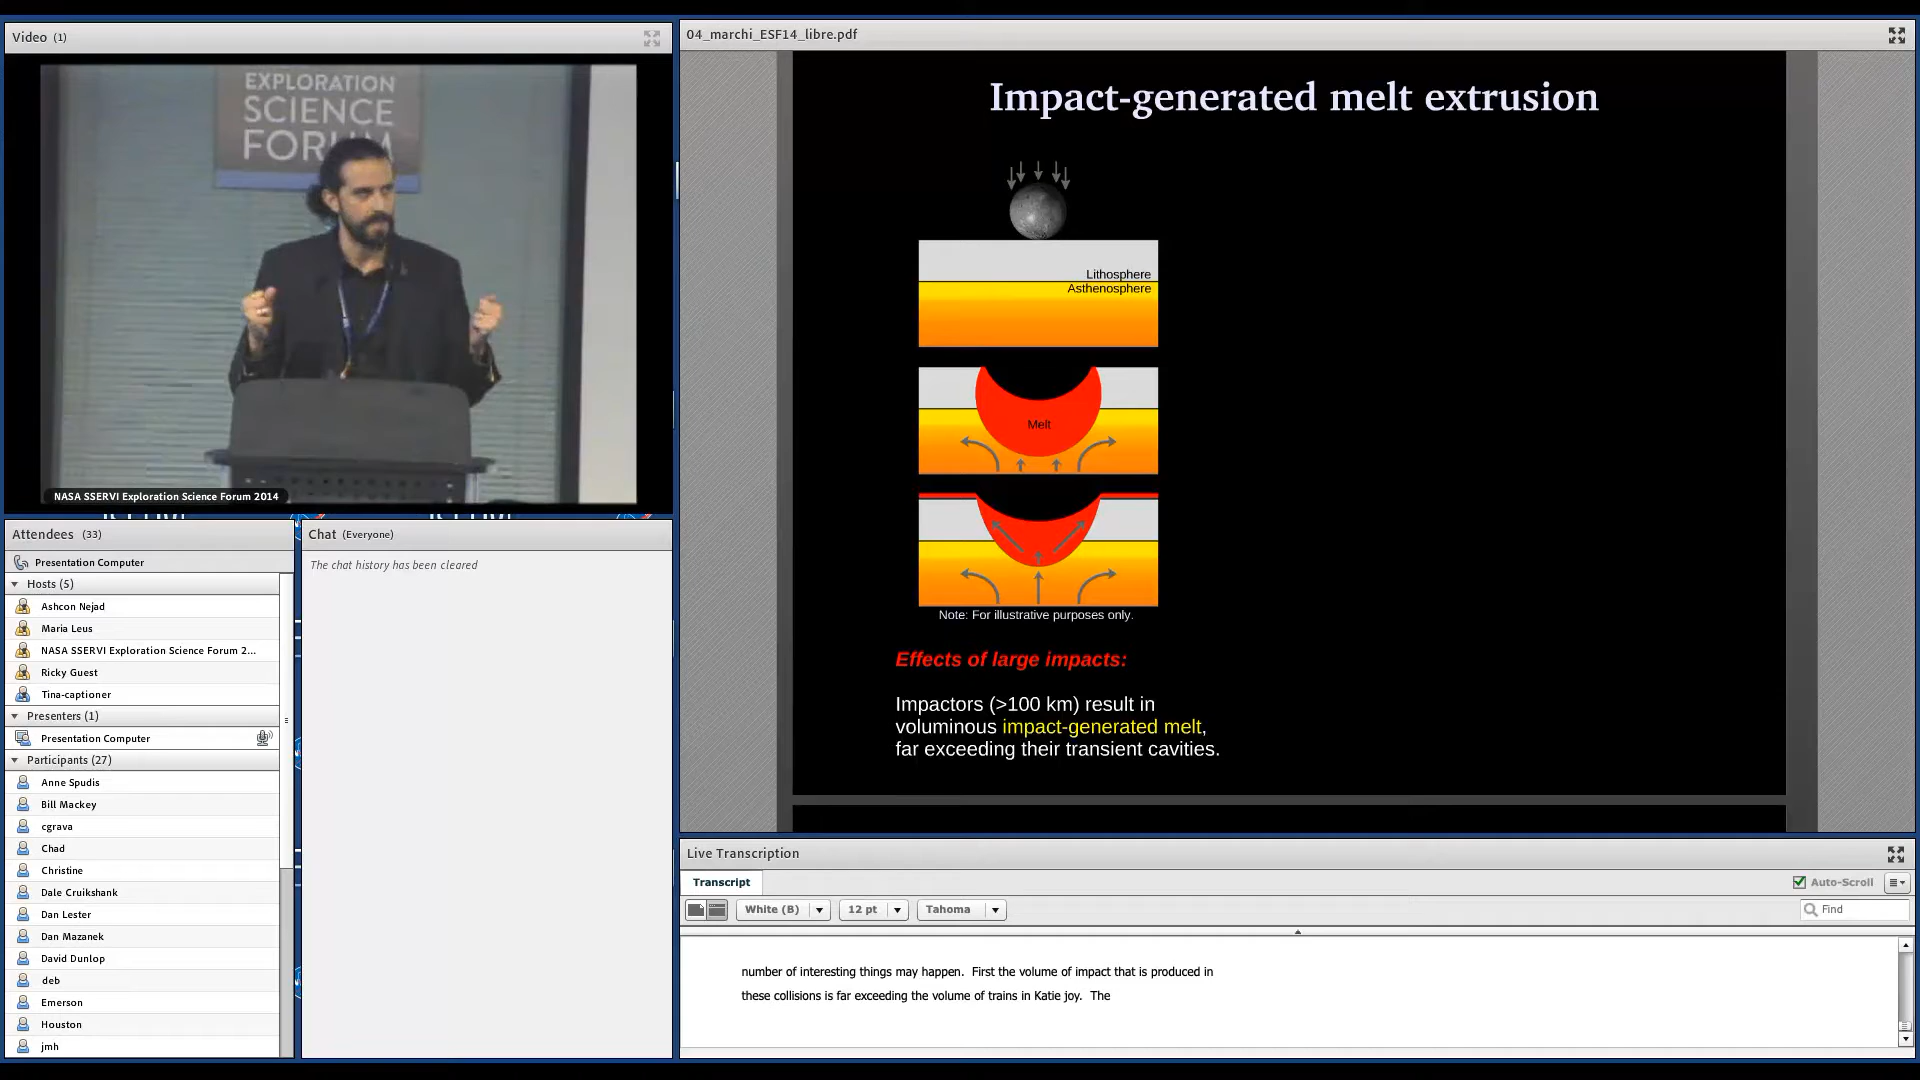 Video (1)
EXPLORATION
SCIENCE
FORUM
NASA SSERVI Exploration Science Forum 2014
Attendees (33)
Presentation Computer
Hosts (5)
Ashcon Nejad
Maria Leus
NASA SSERVI Exploration Science Forum 2...
Ricky Guest
Tina-captioner
Presenters (1)
Presentation Computer
Participants (27)
Anne Spudis
Bill Mackey
cgrava
Chad
Christine
Dale Cruikshank
Dan Lester
Dan Mazanek
David Dunlop
deb
Emerson
Houston
jmh
Chat (Everyone)
The chat history has been cleared
04_marchi_ESF14_libre.pdf
Impact-generated melt extrusion
Lithosphere
Asthenosphere
Melt
Note: For illustrative purposes only.
Effects of large impacts:
Impactors (>100 km) result in
voluminous impact-generated melt,
far exceeding their transient cavities.
Live Transcription
Transcript
Auto-Scroll
White (B)
12 pt
Tahoma
Find
number of interesting things may happen.  First the volume of impact that is produced in
these collisions is far exceeding the volume of trains in Katie joy.  The